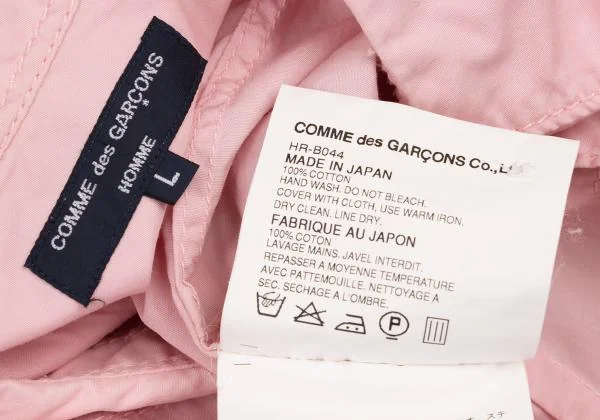 COMME des GARÇONS
HOMME
L
COMME des GARÇONS Co.,L
HR-B044
MADE IN JAPAN
100% COTTON
HAND WASH. DO NOT BLEACH.
COVER WITH CLOTH, USE WARM IRON.
DRY CLEAN. LINE DRY.
FABRIQUE AU JAPON
100% COTON
LAVAGE MAINS. JAVEL INTERDIT.
REPASSER A MOYENNE TEMPERATURE
AVEC PATTEMOUILLE. NETTOYAGE A
SEC. SECHAGE A L'OMBRE.
P